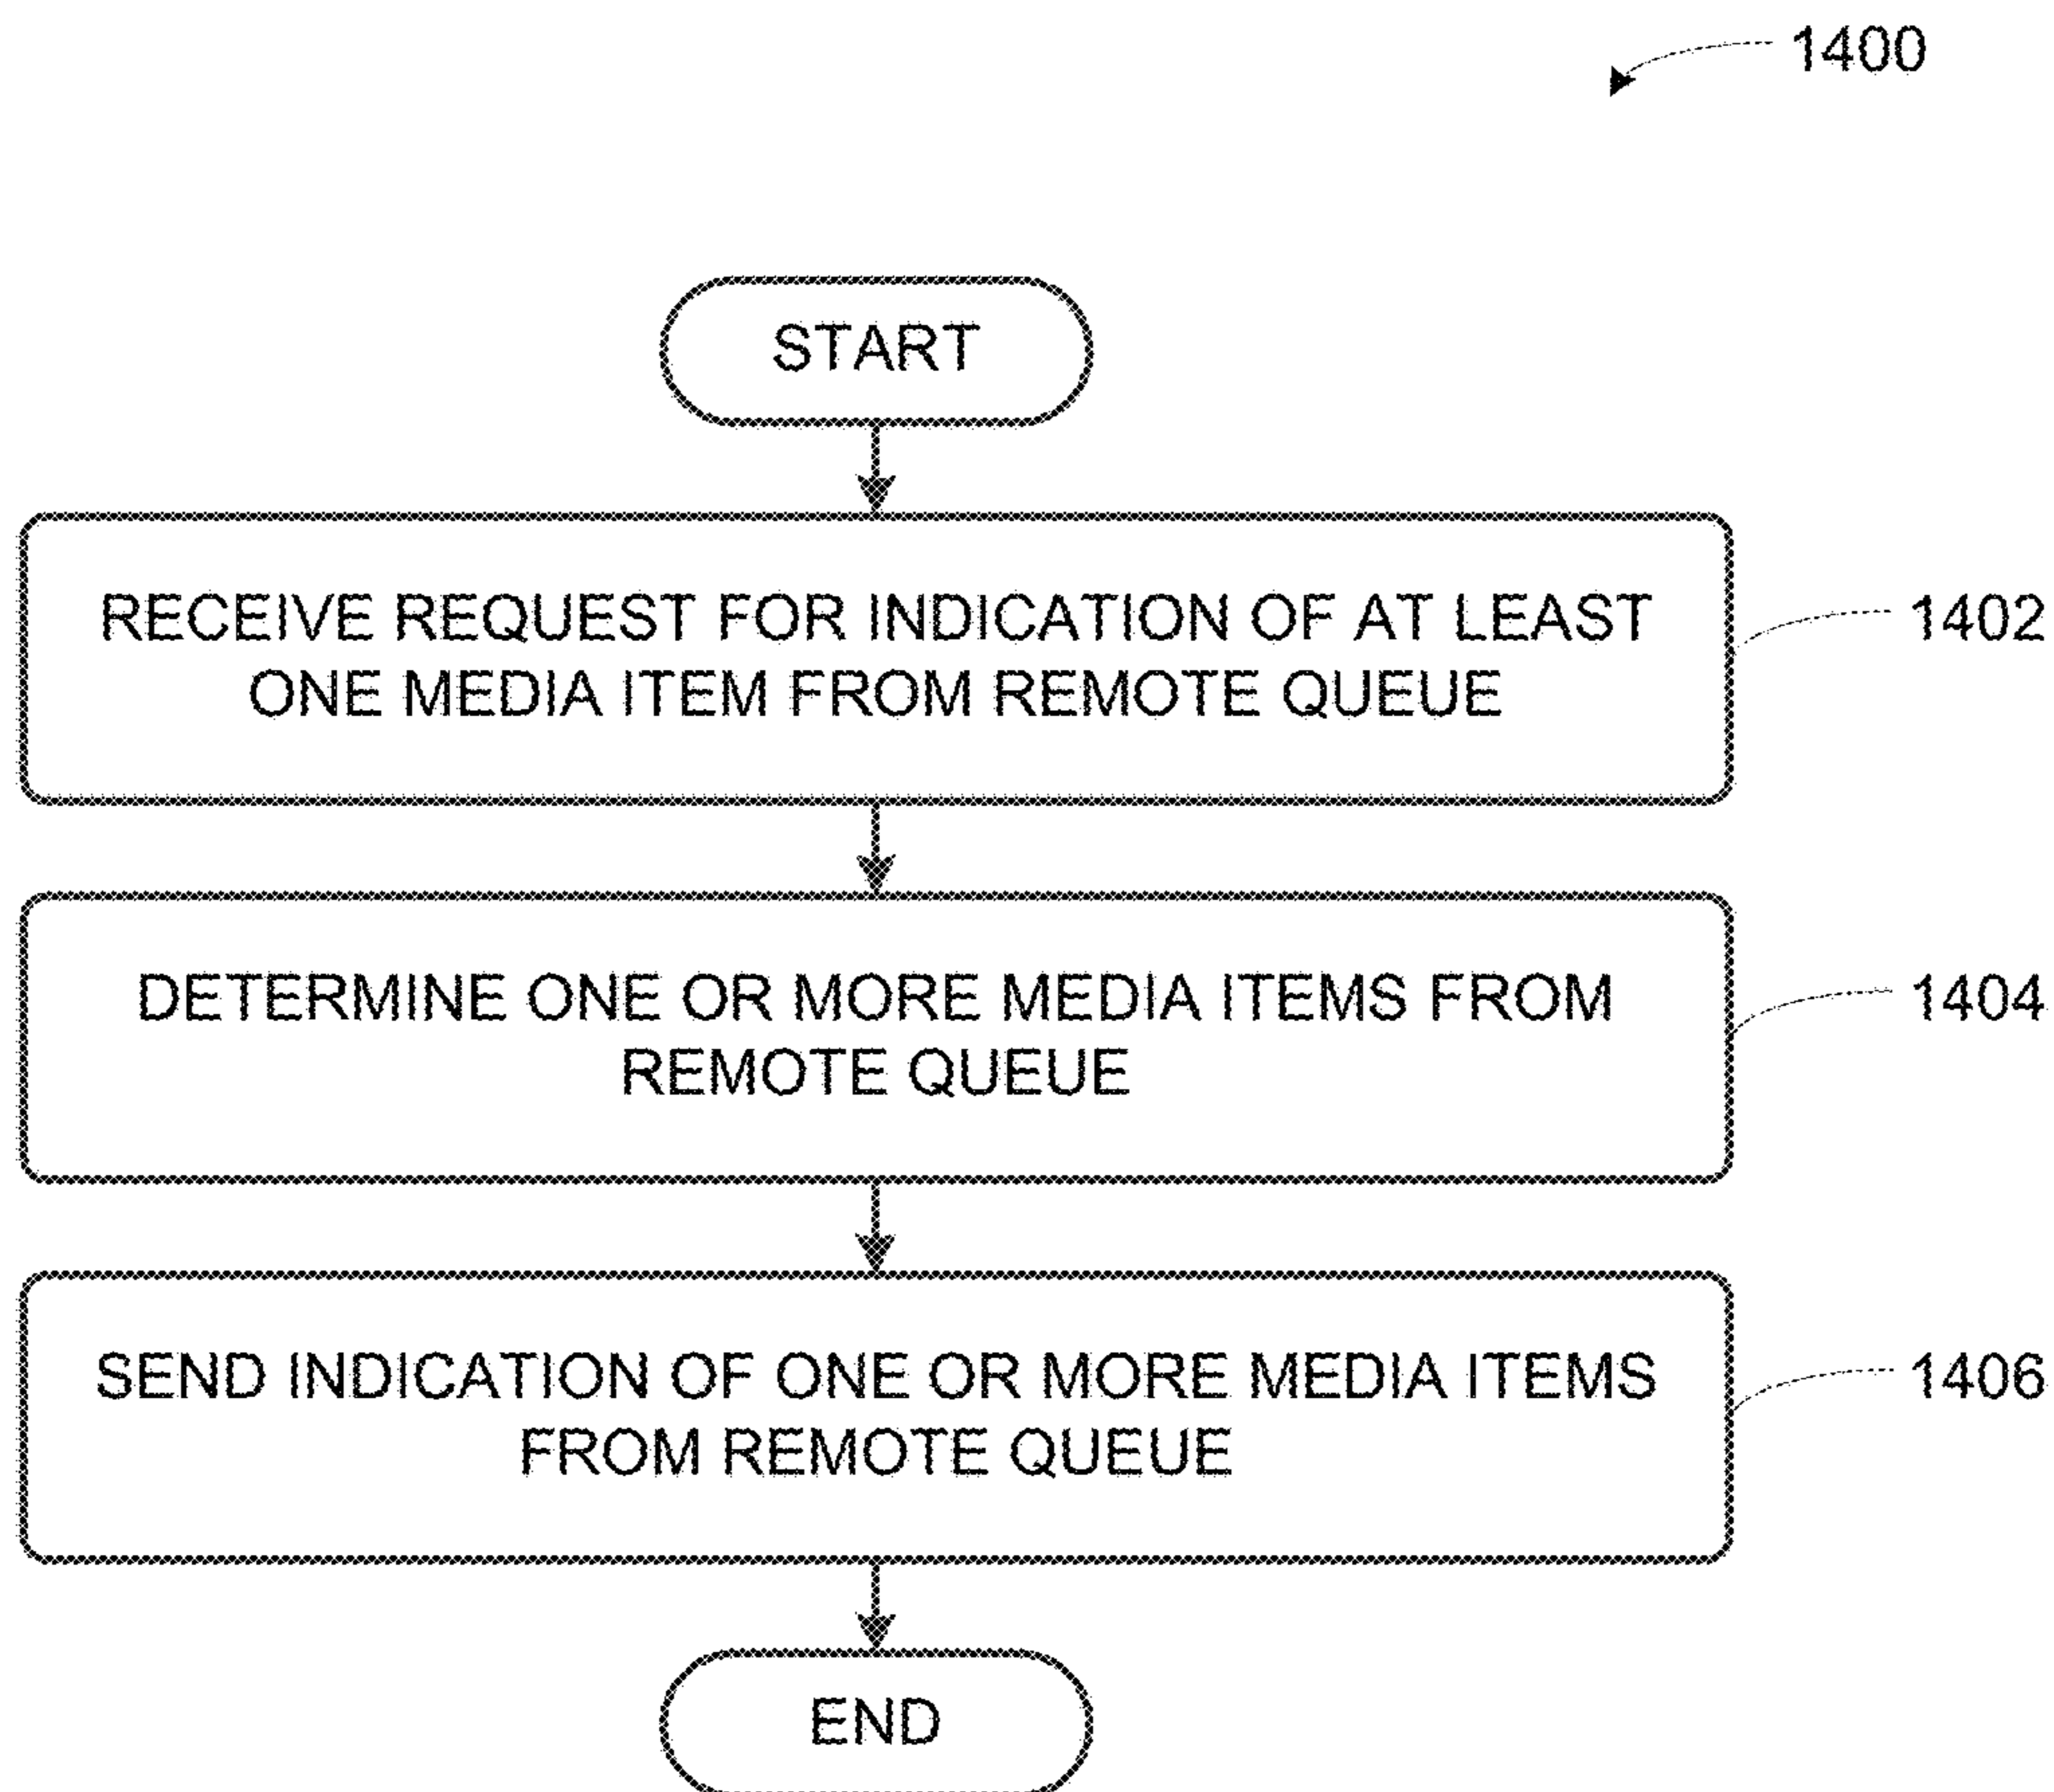 1400
START
RECEIVE REQUEST FOR INDICATION OF AT LEAST
ONE MEDIA ITEM FROM REMOTE QUEUE
1402
DETERMINE ONE OR MORE MEDIA ITEMS FROM
REMOTE QUEUE
1404
SEND INDICATION OF ONE OR MORE MEDIA ITEMS
FROM REMOTE QUEUE
1406
END